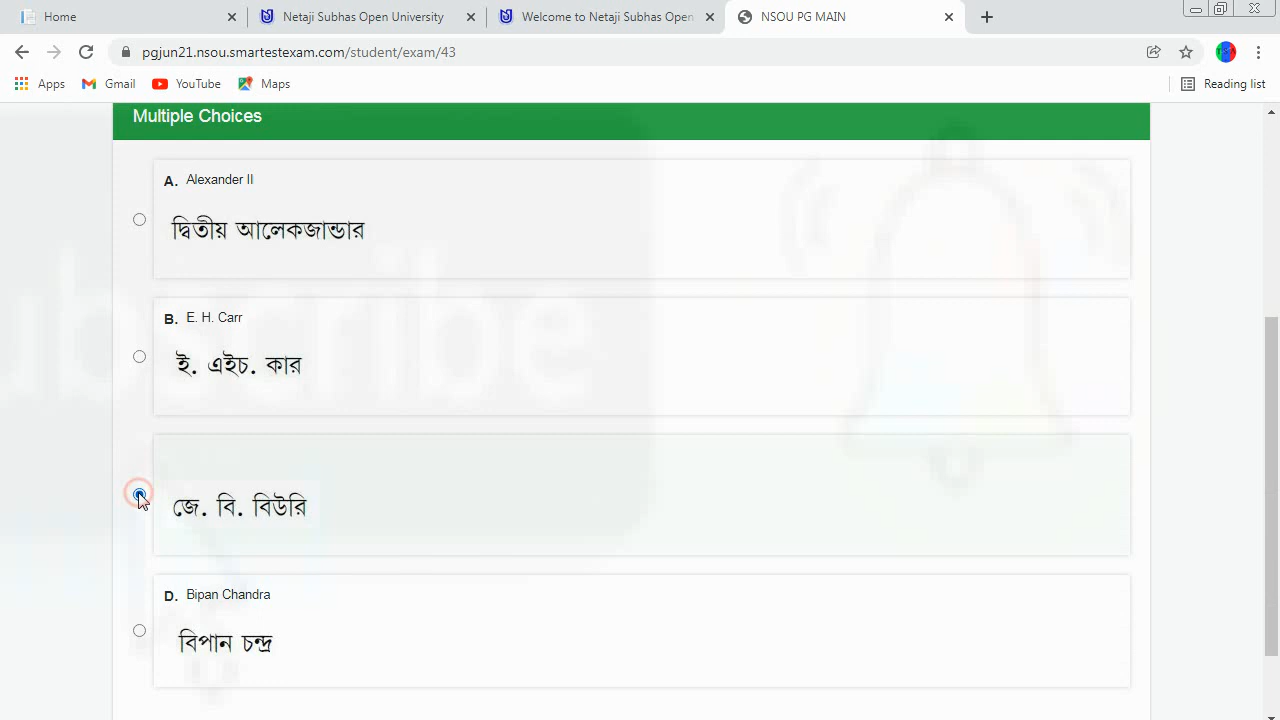 Home
Netaji Subhas Open University
Welcome to Netaji Subhas Open
NSOU PG MAIN
pgjun21.nsou.smartestexam.com/student/exam/43
Apps
Gmail
YouTube
Maps
Reading list
Multiple Choices
A. Alexander II
দ্বিতীয় আলেকজান্ডার
B. E. H. Carr
ই. এইচ. কার
জে. বি. বিউরি
D. Bipan Chandra
বিপান চন্দ্র
ubscribe